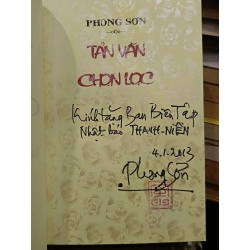 PHONG SƠN
TẢN VĂN
CHỌN LỌC
Kính tặng Ban Biên Tập
Nhật báo THANH-NIÊN
4.1.2013
Phong Sơn